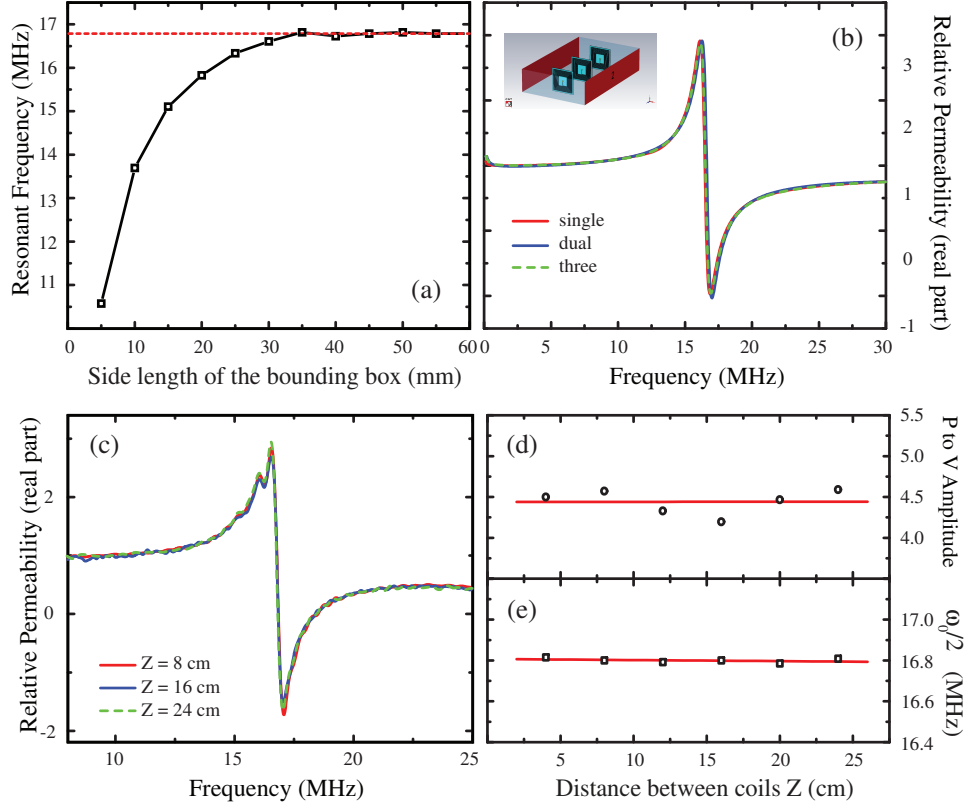 17
16
15
14
13
12
11
Resonant Frequency (MHz)
(a)
0 10 20 30 40 50 60
Side length of the bounding box (mm)
(b)
single
dual
three
3
2
1
0
-1
Relative Permeability (real part)
0 5 10 15 20 25 30
Frequency (MHz)
(c)
2
0
-2
Relative Permeability (real part)
Z = 8 cm
Z = 16 cm
Z = 24 cm
10 15 20 25
Frequency (MHz)
(d)
5.5
5.0
4.5
4.0
P to V Amplitude
(e)
17.0
16.8
16.6
16.4
ω0/2 (MHz)
0 5 10 15 20 25
Distance between coils Z (cm)